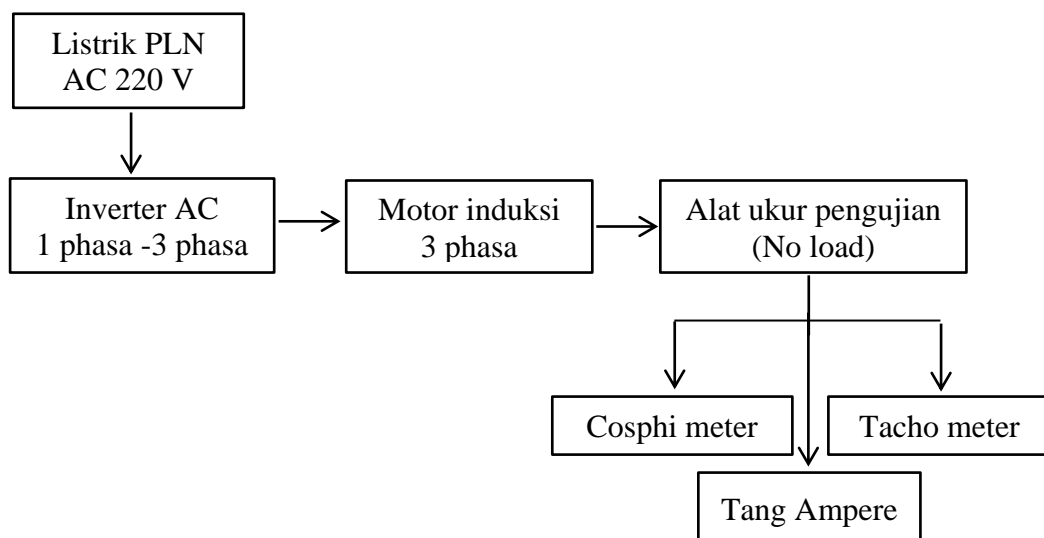 Listrik PLN
AC 220 V
Inverter AC
1 phasa -3 phasa
Motor induksi
3 phasa
Alat ukur pengujian
(No load)
Cosphi meter
Tacho meter
Tang Ampere